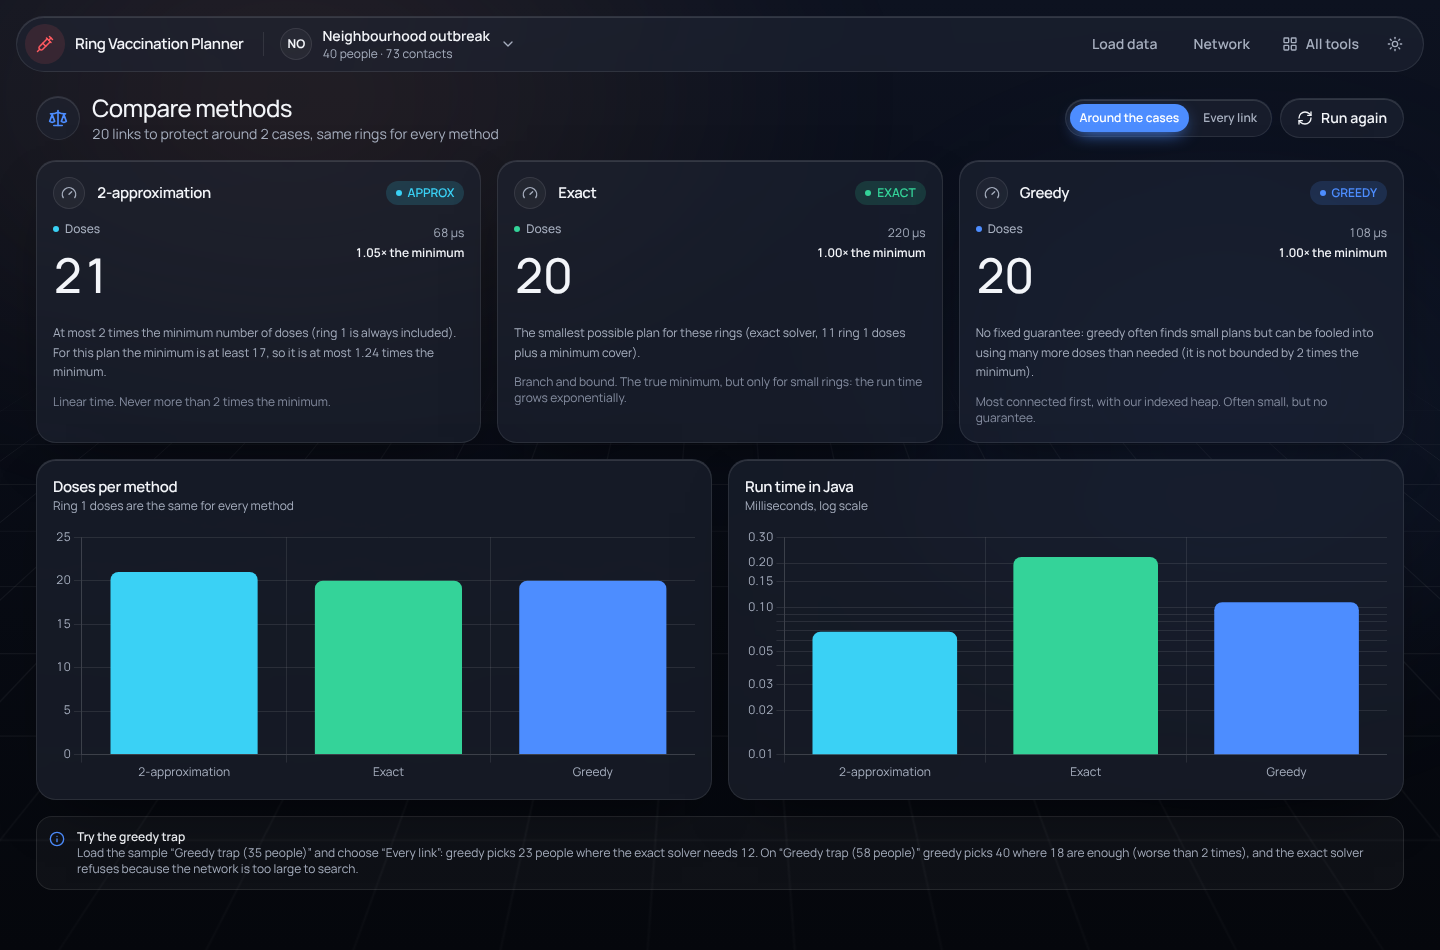 Ring Vaccination Planner
NO
Neighbourhood outbreak
40 people · 73 contacts
Load data
Network
All tools
Compare methods
20 links to protect around 2 cases, same rings for every method
Around the cases
Every link
Run again
2-approximation
APPROX
Doses
68 µs
1.05× the minimum
21
At most 2 times the minimum number of doses (ring 1 is always included).
For this plan the minimum is at least 17, so it is at most 1.24 times the
minimum.
Linear time. Never more than 2 times the minimum.
Exact
EXACT
Doses
220 µs
1.00× the minimum
20
The smallest possible plan for these rings (exact solver, 11 ring 1 doses
plus a minimum cover).
Branch and bound. The true minimum, but only for small rings: the run time
grows exponentially.
Greedy
GREEDY
Doses
108 µs
1.00× the minimum
20
No fixed guarantee: greedy often finds small plans but can be fooled into
using many more doses than needed (it is not bounded by 2 times the
minimum).
Most connected first, with our indexed heap. Often small, but no
guarantee.
Doses per method
Ring 1 doses are the same for every method
25
20
15
10
5
0
2-approximation
Exact
Greedy
Run time in Java
Milliseconds, log scale
0.30
0.20
0.15
0.10
0.05
0.03
0.02
0.01
2-approximation
Exact
Greedy
Try the greedy trap
Load the sample “Greedy trap (35 people)” and choose “Every link”: greedy picks 23 people where the exact solver needs 12. On “Greedy trap (58 people)” greedy picks 40 where 18 are enough (worse than 2 times), and the exact solver
refuses because the network is too large to search.